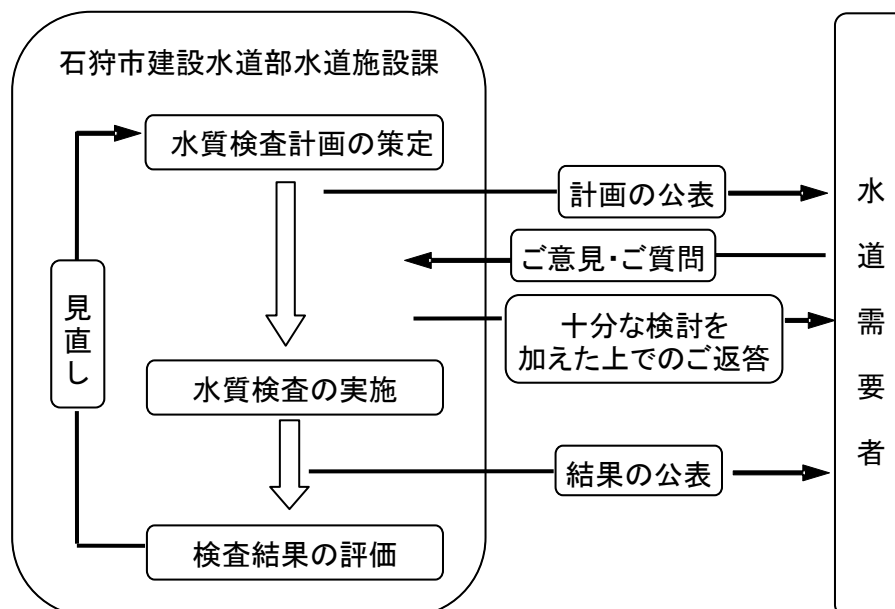 石狩市建設水道部水道施設課
水質検査計画の策定
計画の公表
ご意見・ご質問
十分な検討を
加えた上でのご返答
見直し
水質検査の実施
結果の公表
検査結果の評価
水道需要者